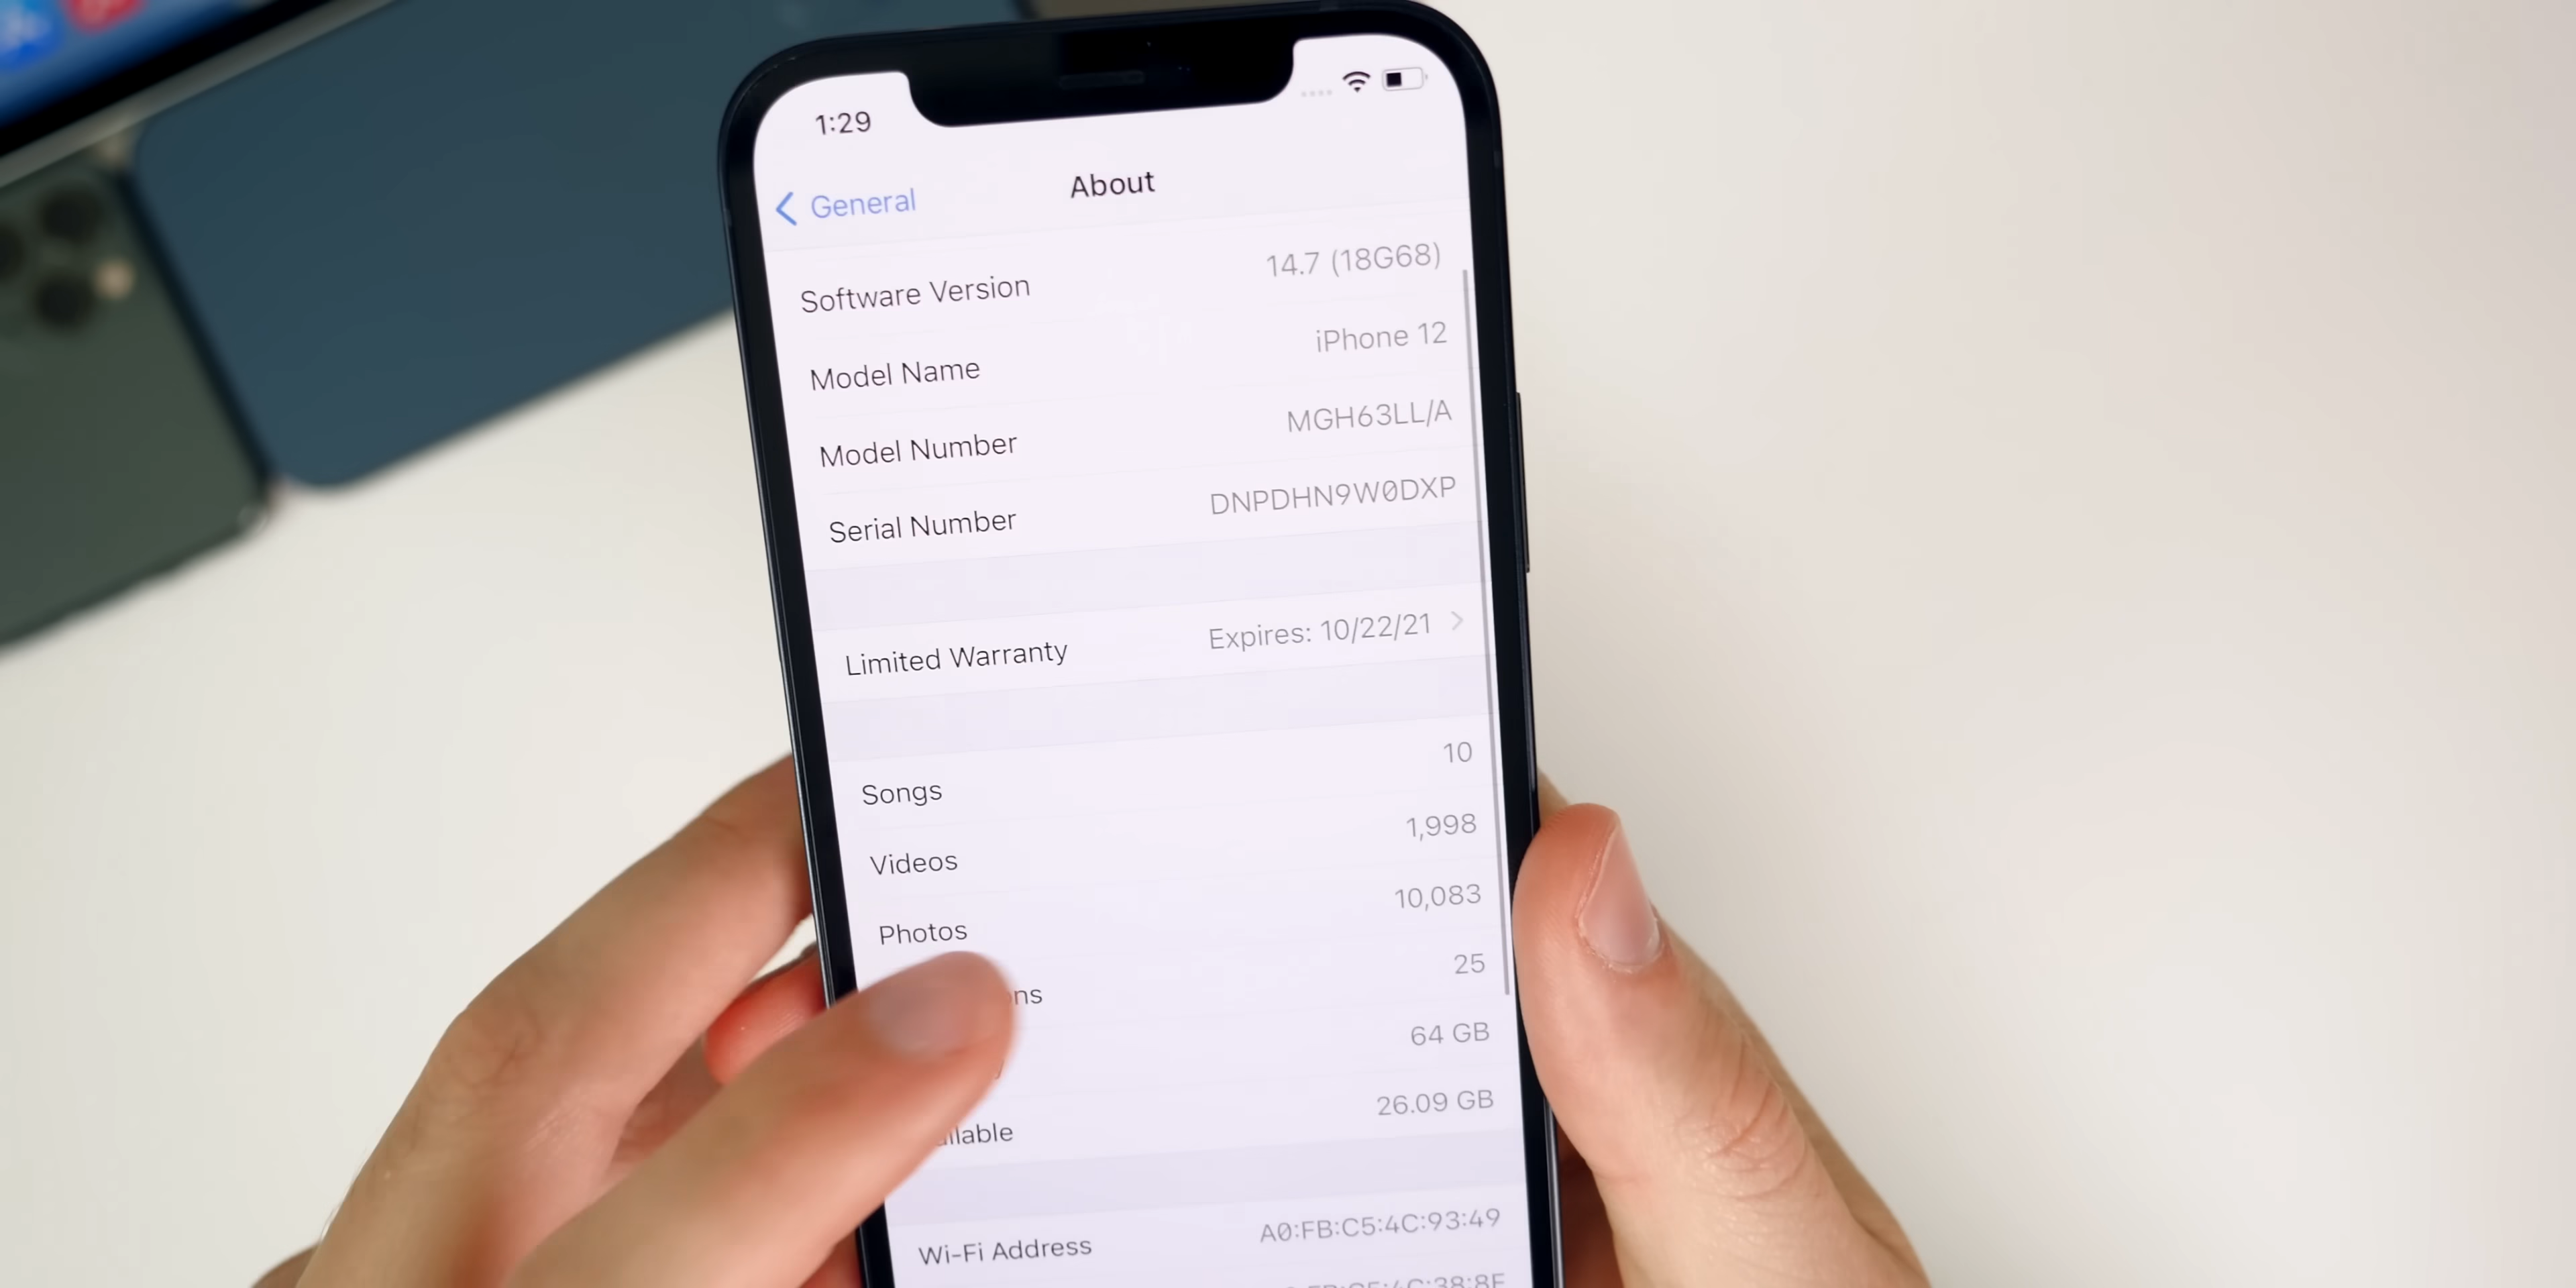 1:29
General
About
Software Version 14.7 (18G68)
Model Name iPhone 12
Model Number MGH63LL/A
Serial Number DNPDHN9W0DXP
Limited Warranty Expires: 10/22/21
Songs 10
Videos 1,998
Photos 10,083
ns 25
64 GB
ilable 26.09 GB
Wi-Fi Address A0:FB:C5:4C:93:49